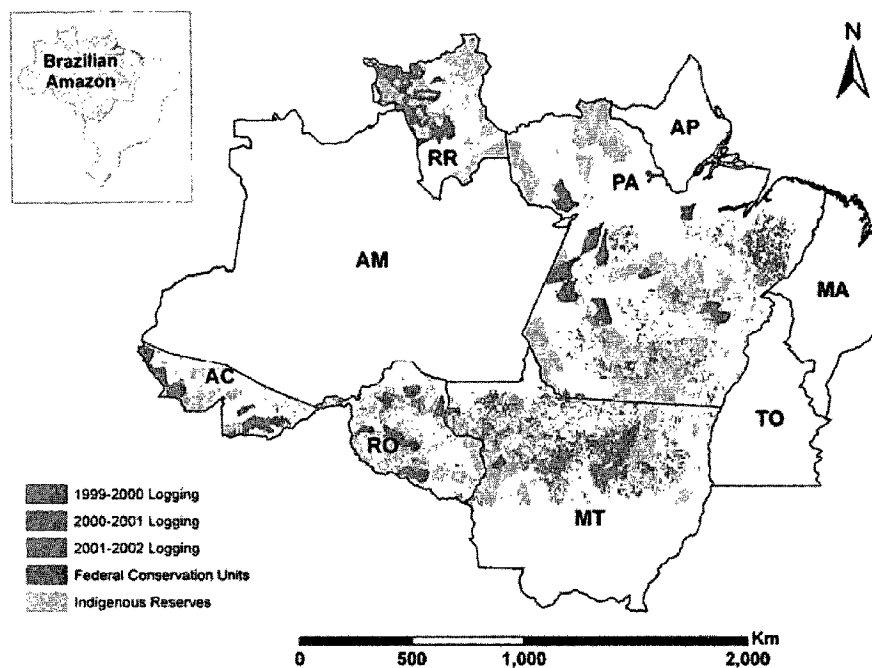 Brazilian
Amazon
N
RR
AP
PA
AM
MA
AC
RO
TO
MT
1999-2000 Logging
2000-2001 Logging
2001-2002 Logging
Federal Conservation Units
Indigenous Reserves
Km
0 500 1,000 2,000